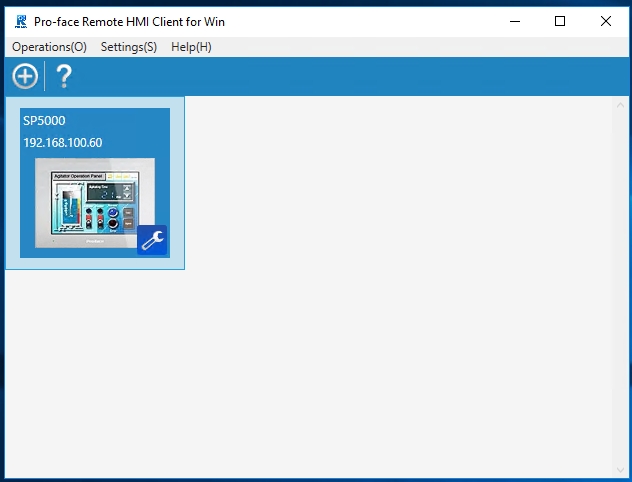 Pro-face Remote HMI Client for Win
Operations(O) Settings(S) Help(H)
SP5000
192.168.100.60
Agitator Operation Panel